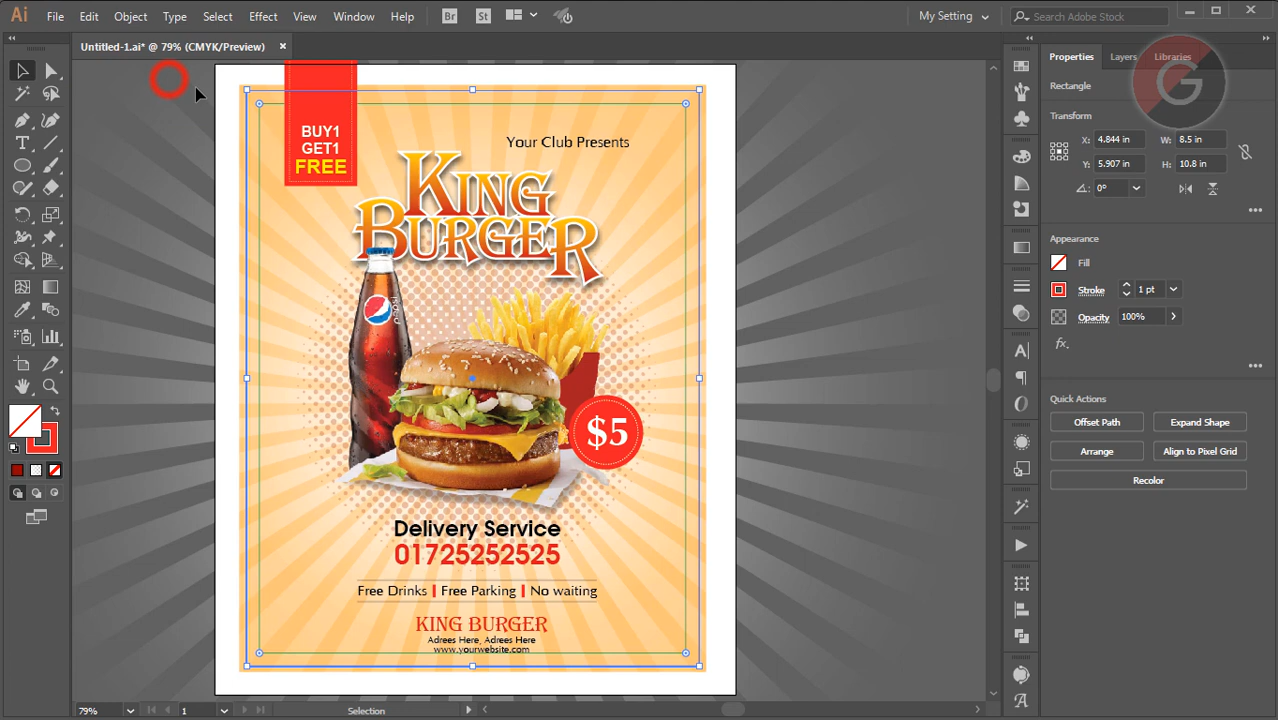 Ai File Edit Object Type Select Effect View Window Help Br St My Setting Search Adobe Stock
Untitled-1.ai* @ 79% (CMYK/Preview)
Properties Layers Libraries
G
Rectangle
Transform
X: 4.844 in W: 8.5 in
Y: 5.907 in H: 10.8 in
0°
Appearance
Fill
Stroke 1 pt
Opacity 100%
fx.
Quick Actions
Offset Path Expand Shape
Arrange Align to Pixel Grid
Recolor
BUY1
GET1
FREE
Your Club Presents
KING
BURGER
pepsi
$5
Delivery Service
01725252525
Free Drinks | Free Parking | No waiting
KING BURGER
Adrees Here, Adrees Here
www.yourwebsite.com
79% 1 Selection